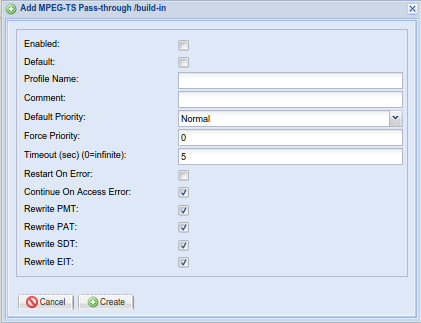 Add MPEG-TS Pass-through /build-in
Enabled:
Default:
Profile Name:
Comment:
Default Priority: Normal
Force Priority: 0
Timeout (sec) (0=infinite): 5
Restart On Error:
Continue On Access Error:
Rewrite PMT:
Rewrite PAT:
Rewrite SDT:
Rewrite EIT:
Cancel Create